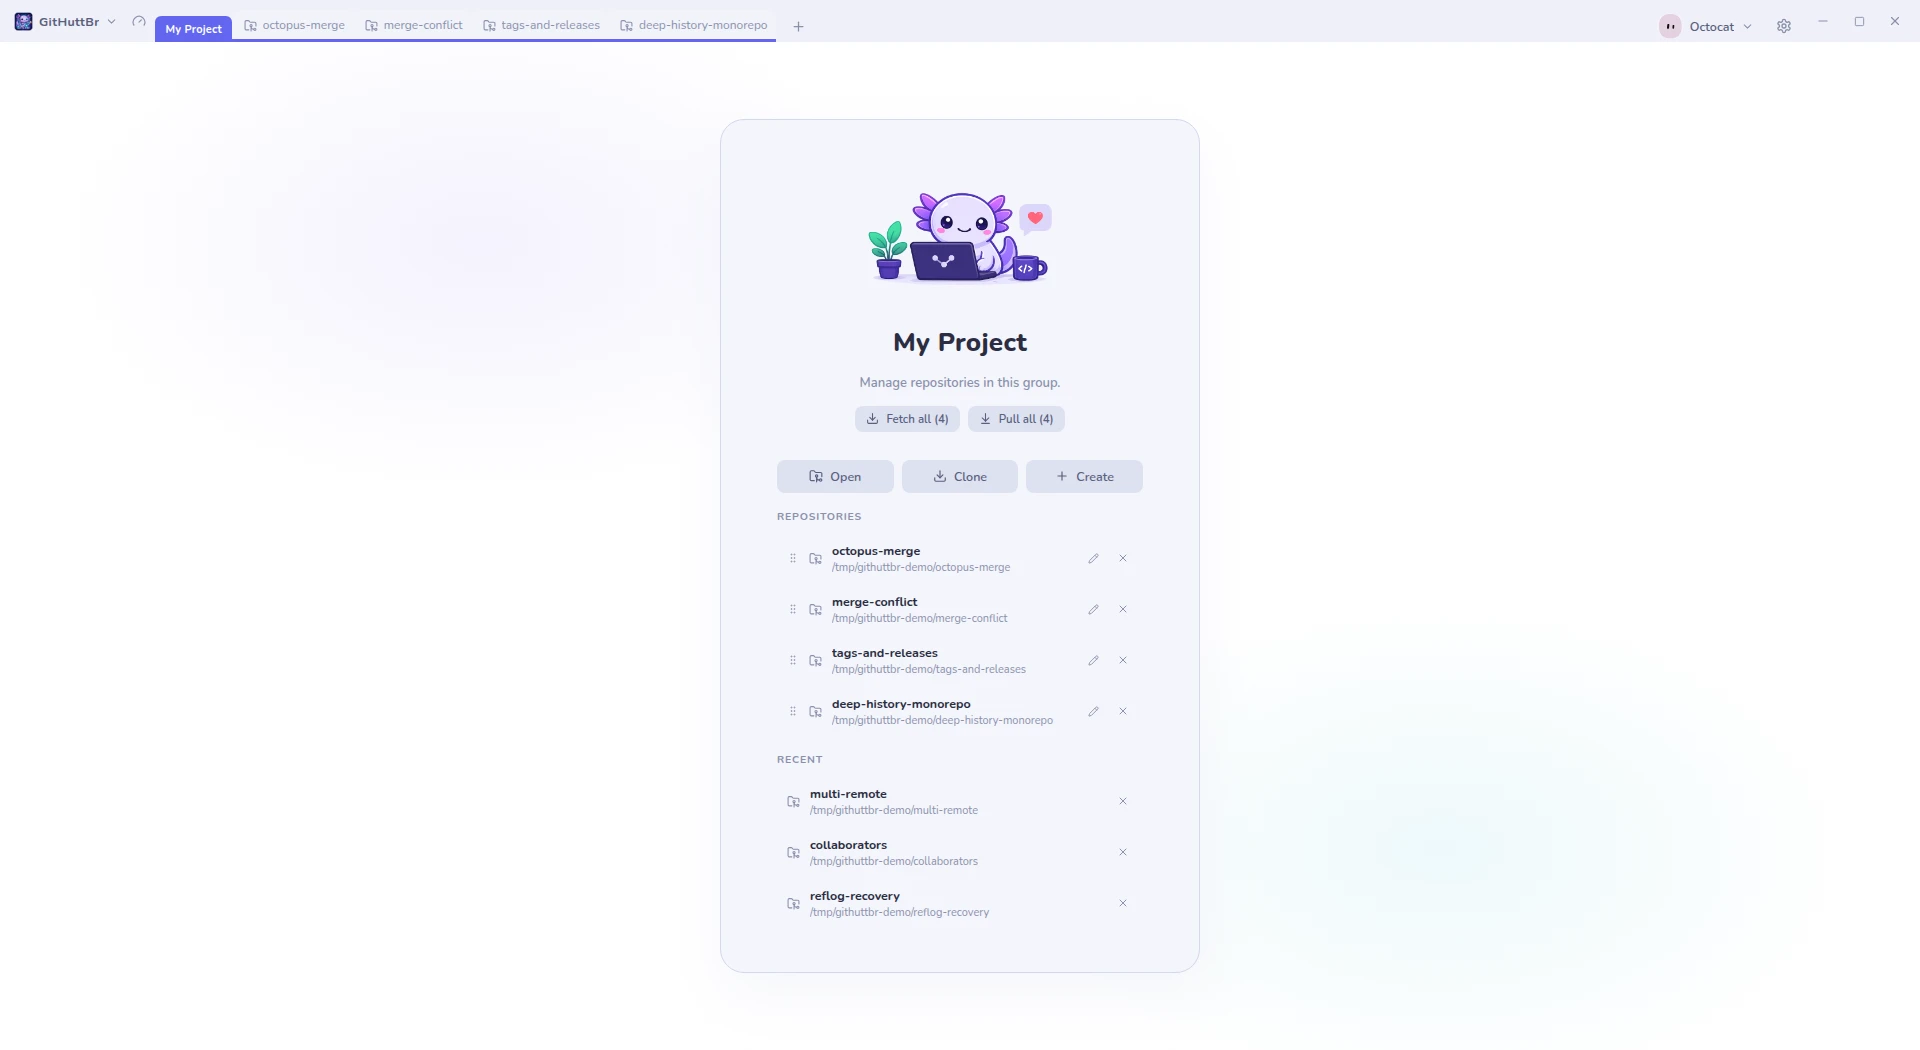 GitHuttBr
My Project
octopus-merge
merge-conflict
tags-and-releases
deep-history-monorepo
Octocat
</>
My Project
Manage repositories in this group.
Fetch all (4)
Pull all (4)
Open
Clone
Create
REPOSITORIES
octopus-merge
/tmp/githuttbr-demo/octopus-merge
merge-conflict
/tmp/githuttbr-demo/merge-conflict
tags-and-releases
/tmp/githuttbr-demo/tags-and-releases
deep-history-monorepo
/tmp/githuttbr-demo/deep-history-monorepo
RECENT
multi-remote
/tmp/githuttbr-demo/multi-remote
collaborators
/tmp/githuttbr-demo/collaborators
reflog-recovery
/tmp/githuttbr-demo/reflog-recovery